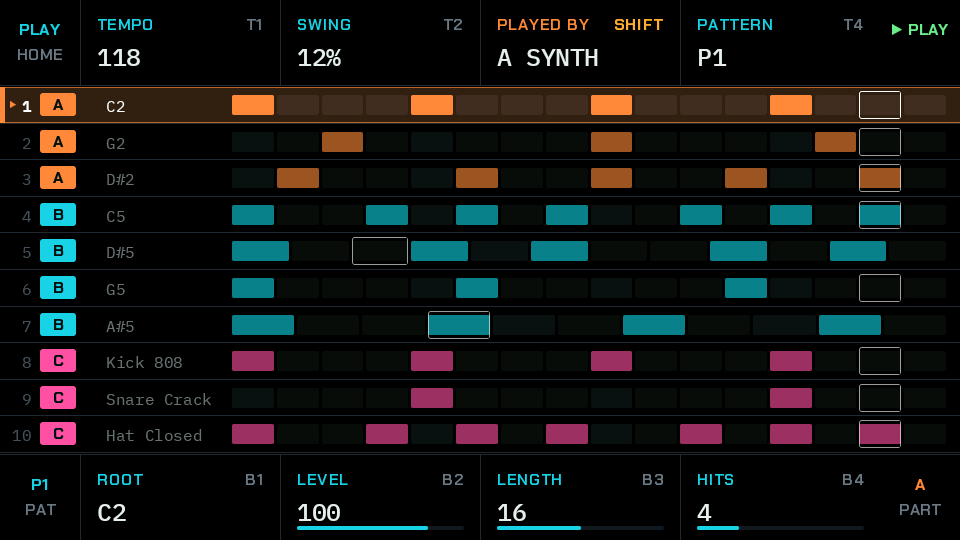 PLAY
HOME
TEMPO T1
118
SWING T2
12%
PLAYED BY SHIFT
A SYNTH
PATTERN T4
P1
PLAY
1 A C2
2 A G2
3 A D#2
4 B C5
5 B D#5
6 B G5
7 B A#5
8 C Kick 808
9 C Snare Crack
10 C Hat Closed
P1
PAT
ROOT B1
C2
LEVEL B2
100
LENGTH B3
16
HITS B4
4
A
PART